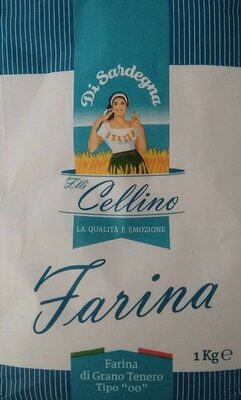 Di Sardegna
F.lli Cellino
LA QUALITÀ È EMOZIONE
Farina
1 Kg e
Farina
di Grano Tenero
Tipo "00"